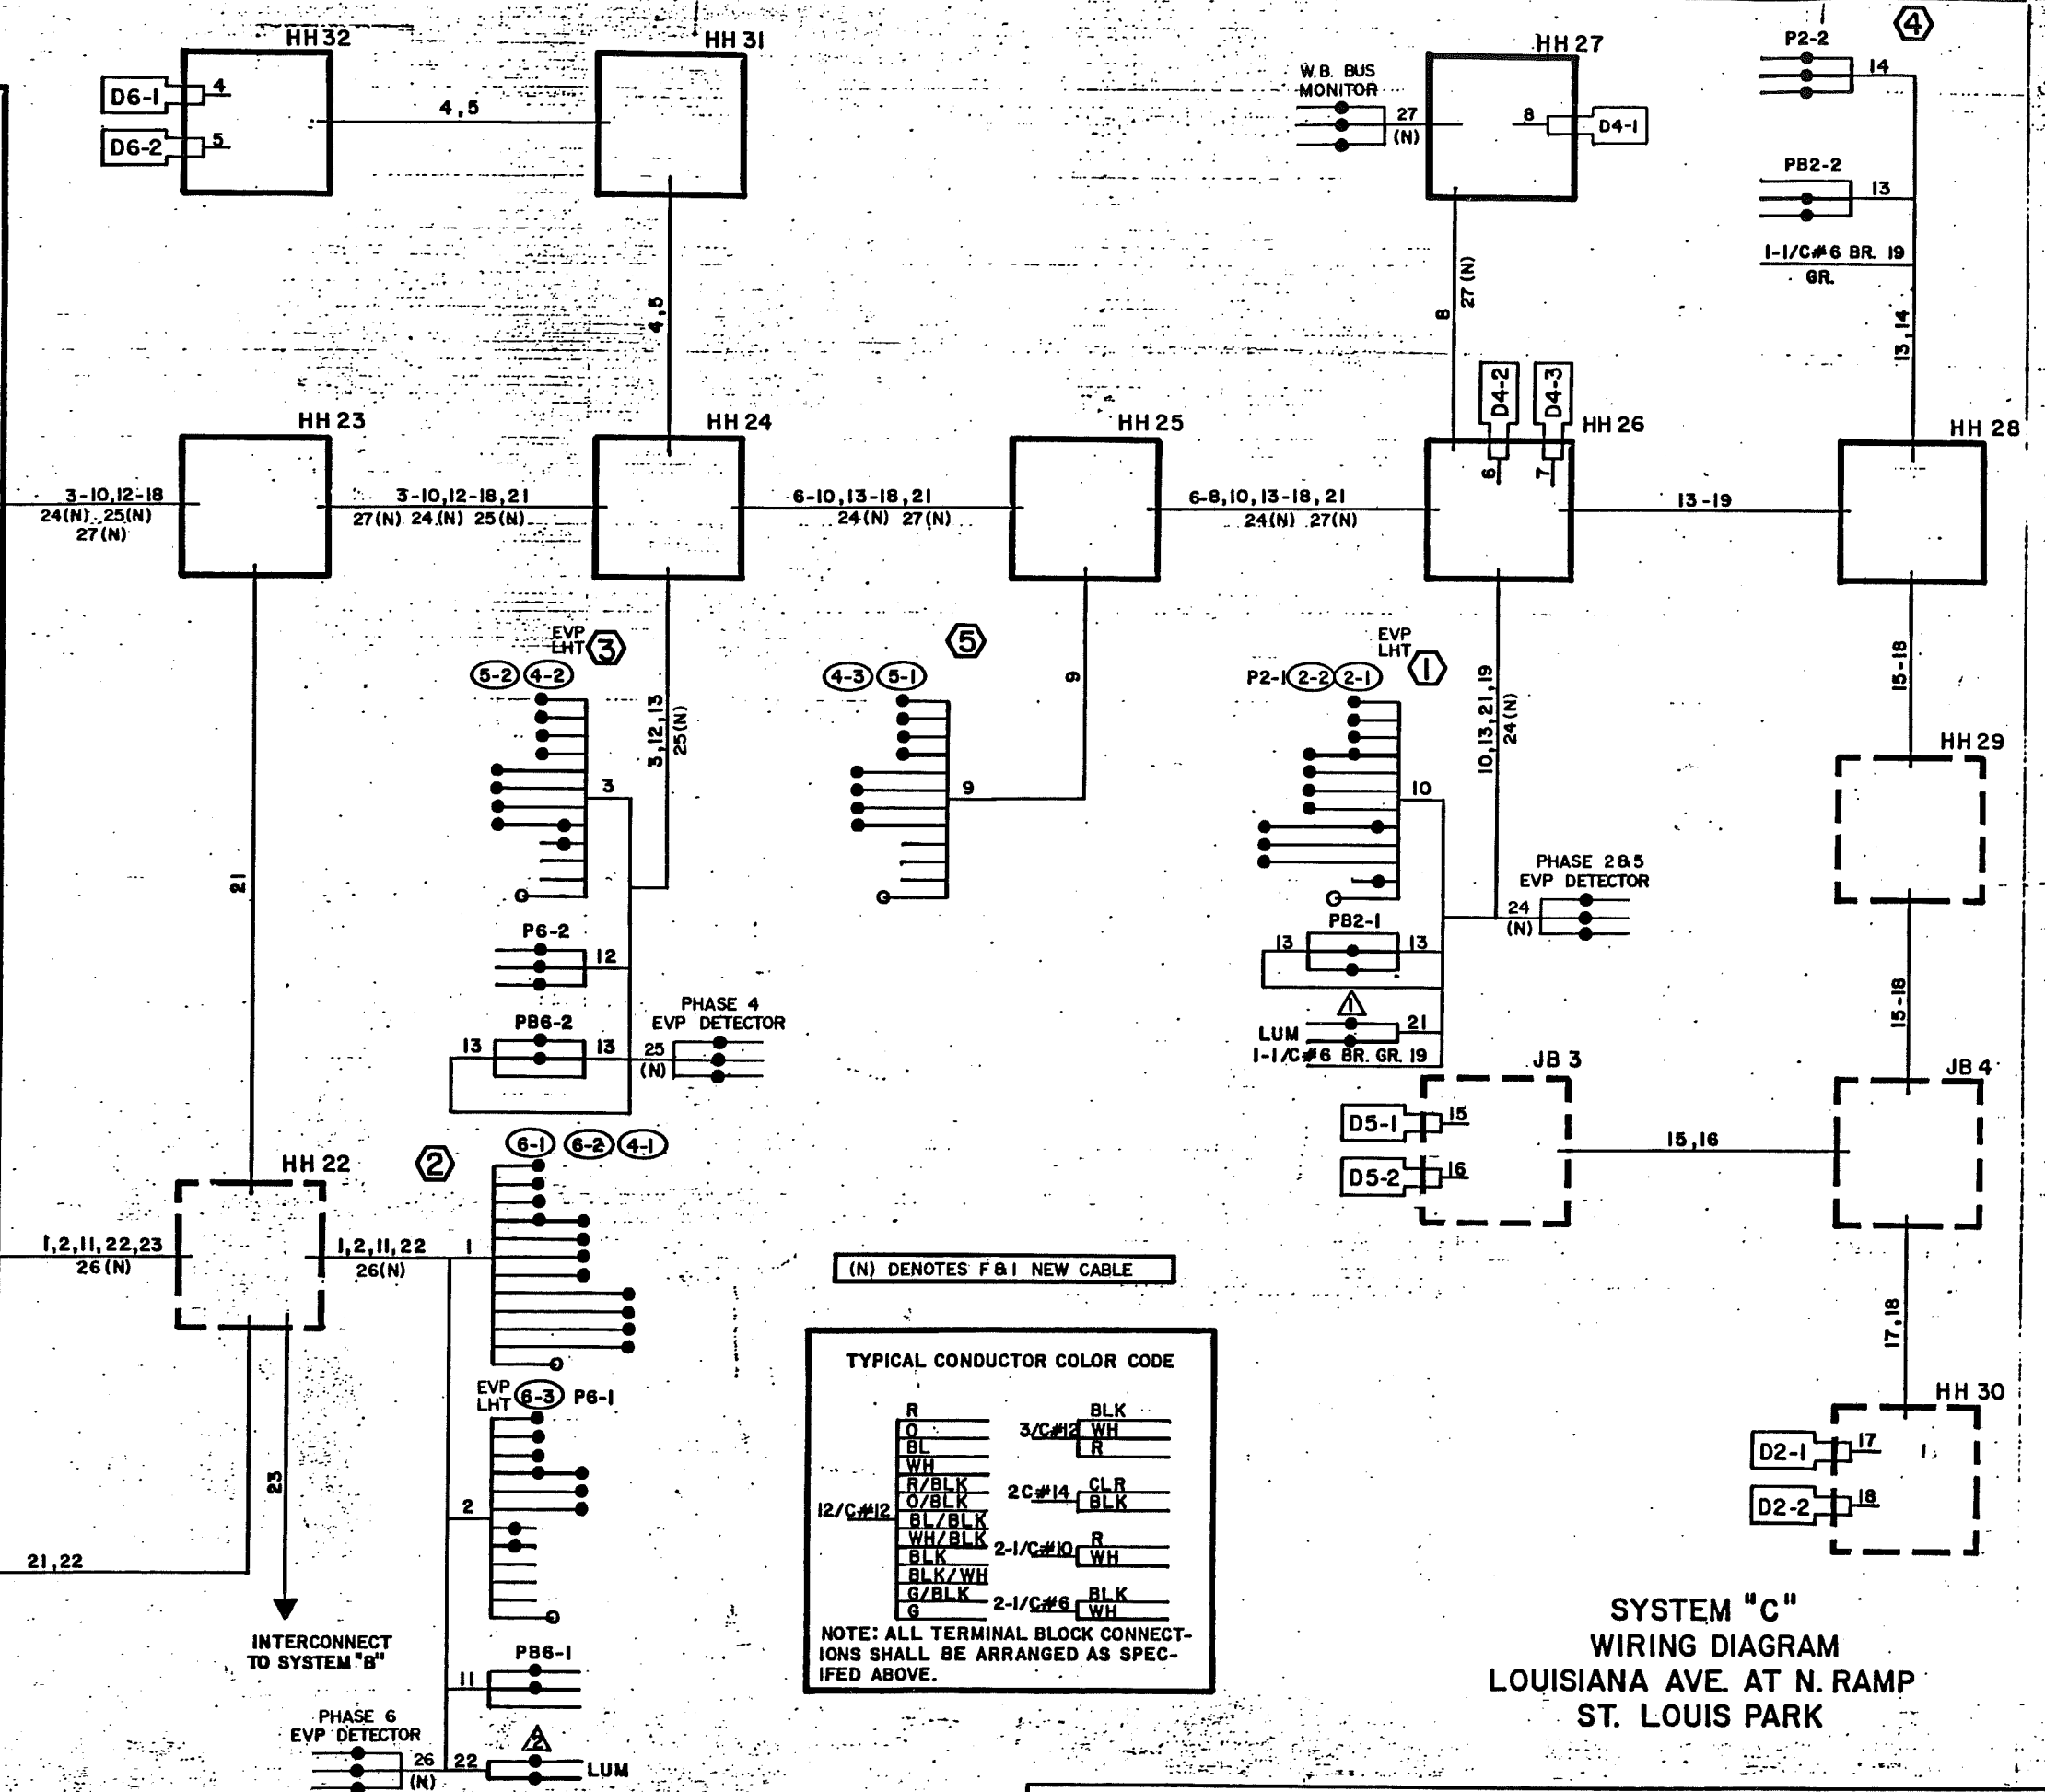 HH 32
HH 31
HH 27
4
P2-2
D6-1
4
4,5
D6-2
5
W.B. BUS
MONITOR
27
(N)
8
D4-1
14
PB2-2
13
1-1/C#6 BR. 19
GR.
4,5
8
27(N)
13,14
D4-2
D4-3
HH 23
HH 24
HH 25
HH 26
HH 28
6
7
3-10,12-18
24(N) 25(N)
27(N)
3-10,12-18,21
27(N) 24(N) 25(N)
6-10,13-18,21
24(N) 27(N)
6-8,10,13-18,21
24(N) 27(N)
13-19
21
EVP
LHT
3
5-2
4-2
3,12,13
25(N)
3
P6-2
12
PB6-2
13
13
25
(N)
PHASE 4
EVP DETECTOR
5
4-3
5-1
9
9
EVP
LHT
1
P2-1
2-2
2-1
10,13,21,19
24(N)
10
PHASE 2&5
EVP DETECTOR
24
(N)
PB2-1
13
13
1
LUM
21
1-1/C#6 BR. GR. 19
15-18
HH 29
15-18
JB 3
JB 4
D5-1
15
D5-2
16
15,16
17,18
HH 30
D2-1
17
D2-2
18
HH 22
2
6-1
6-2
4-1
1,2,11,22,23
26(N)
1,2,11,22
26(N)
1
EVP
LHT
6-3
P6-1
2
23
21,22
INTERCONNECT
TO SYSTEM "B"
PB6-1
11
PHASE 6
EVP DETECTOR
26
(N)
22
2
LUM
(N) DENOTES F&I NEW CABLE
TYPICAL CONDUCTOR COLOR CODE
12/C#12
R
O
BL
WH
R/BLK
O/BLK
BL/BLK
WH/BLK
BLK
BLK/WH
G/BLK
G
3/C#12
BLK
WH
R
2C#14
CLR
BLK
2-1/C#10
R
WH
2-1/C#6
BLK
WH
NOTE: ALL TERMINAL BLOCK CONNECT-
IONS SHALL BE ARRANGED AS SPEC-
IFED ABOVE.
SYSTEM "C"
WIRING DIAGRAM
LOUISIANA AVE. AT N. RAMP
ST. LOUIS PARK